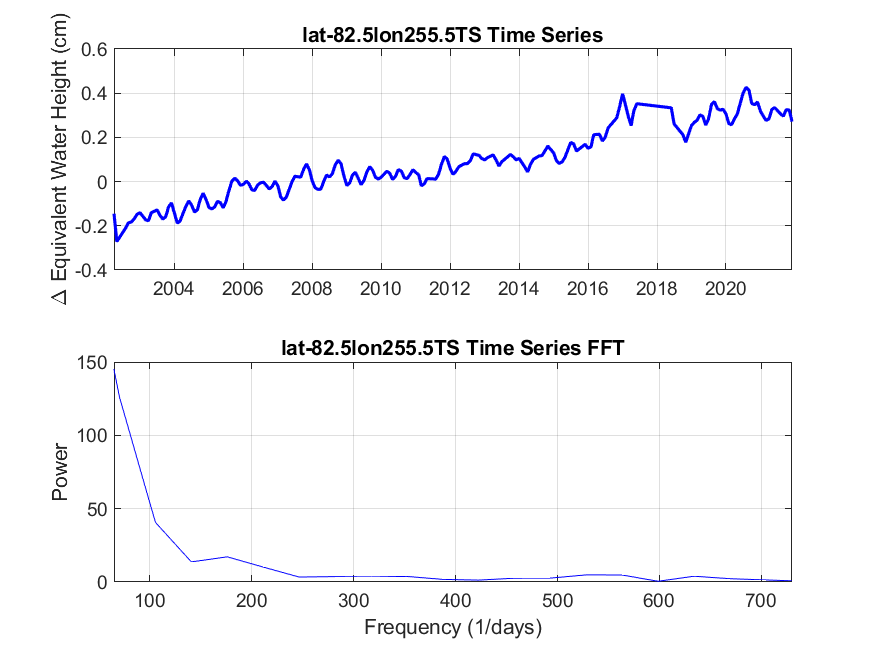 lat-82.5lon255.5TS Time Series
Δ Equivalent Water Height (cm)
0.6
0.4
0.2
0
-0.2
-0.4
2004 2006 2008 2010 2012 2014 2016 2018 2020
lat-82.5lon255.5TS Time Series FFT
Power
150
100
50
0
100 200 300 400 500 600 700
Frequency (1/days)